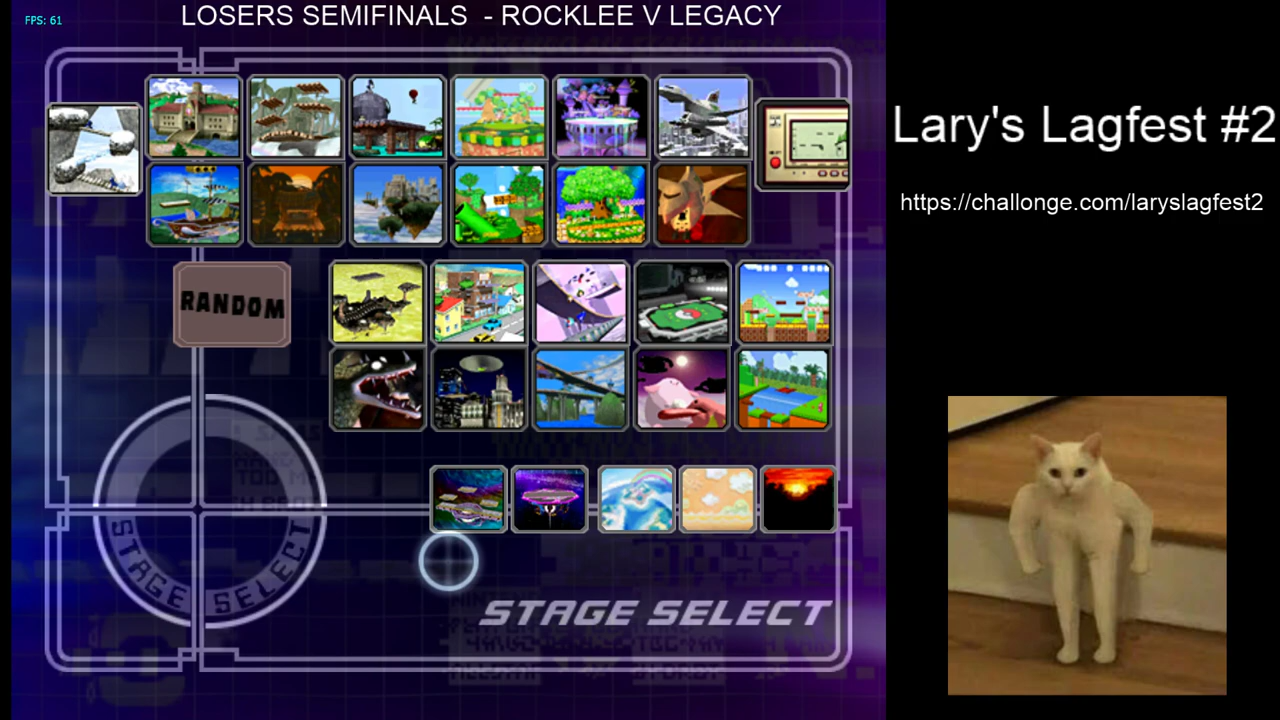 FPS: 61
LOSERS SEMIFINALS - ROCKLEE V LEGACY
Lary's Lagfest #2
https://challonge.com/laryslagfest2
RANDOM
STAGE SELECT
STAGE SELECT